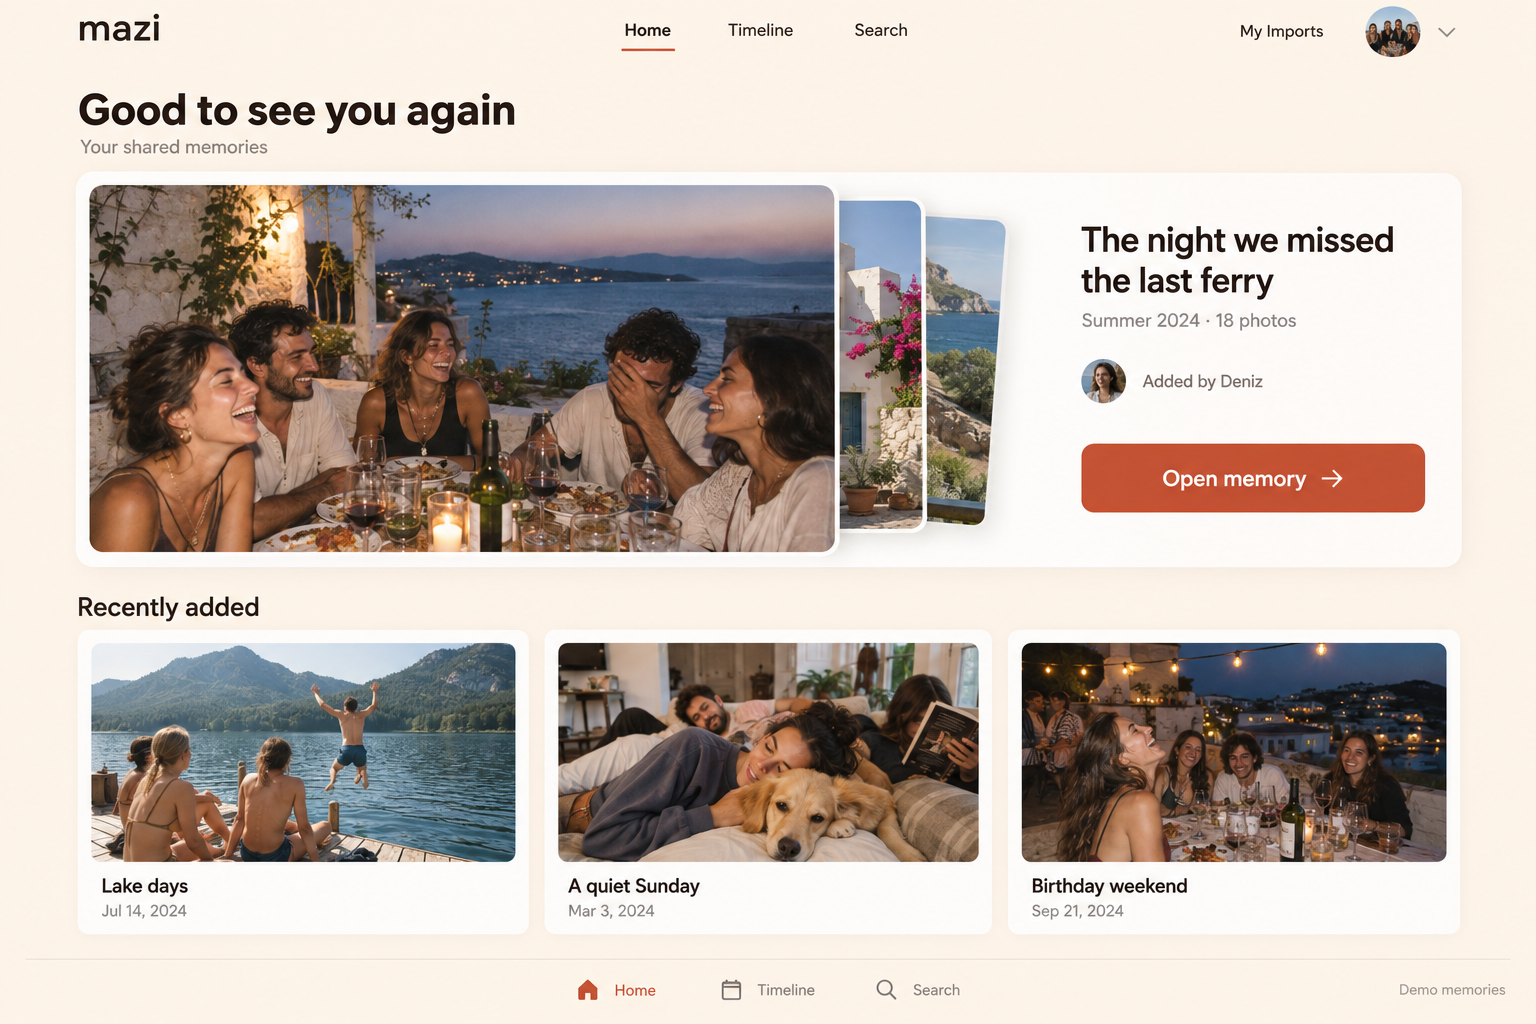 mazi
Home
Timeline
Search
My Imports
Good to see you again
Your shared memories
The night we missed
the last ferry
Summer 2024 · 18 photos
Added by Deniz
Open memory →
Recently added
Lake days
Jul 14, 2024
A quiet Sunday
Mar 3, 2024
Birthday weekend
Sep 21, 2024
Home
Timeline
Search
Demo memories